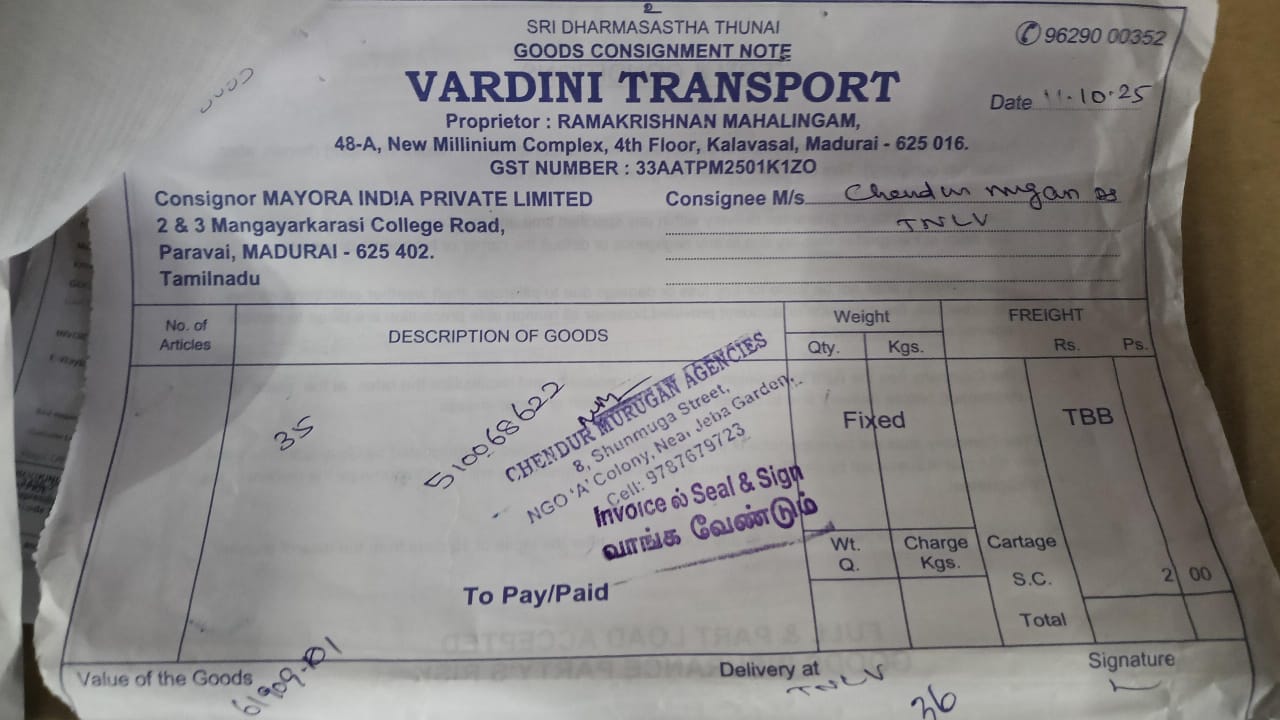 SRI DHARMASASTHA THUNAI
GOODS CONSIGNMENT NOTE
✆ 96290 00352
VARDINI TRANSPORT
Date 11-10-25
Proprietor : RAMAKRISHNAN MAHALINGAM,
48-A, New Millinium Complex, 4th Floor, Kalavasal, Madurai - 625 016.
GST NUMBER : 33AATPM2501K1ZO
Consignor MAYORA INDIA PRIVATE LIMITED
2 & 3 Mangayarkarasi College Road,
Paravai, MADURAI - 625 402.
Tamilnadu
Consignee M/s Chendur
TNLV
No. of Articles
DESCRIPTION OF GOODS
Weight
Qty. Kgs.
FREIGHT
Rs. Ps.
35
510068622
CHENDUR MURUGAN AGENCIES
8, Shunmuga Street,
NGO 'A' Colony, Near Jeba Garden,
Cell: 9787679723
Invoice ல் Seal & Sign
வாங்க வேண்டும்
Fixed
TBB
Wt. Q.
Charge Kgs.
Cartage
S.C. 2 00
Total
To Pay/Paid
Value of the Goods
Delivery at TNLV
Signature
36